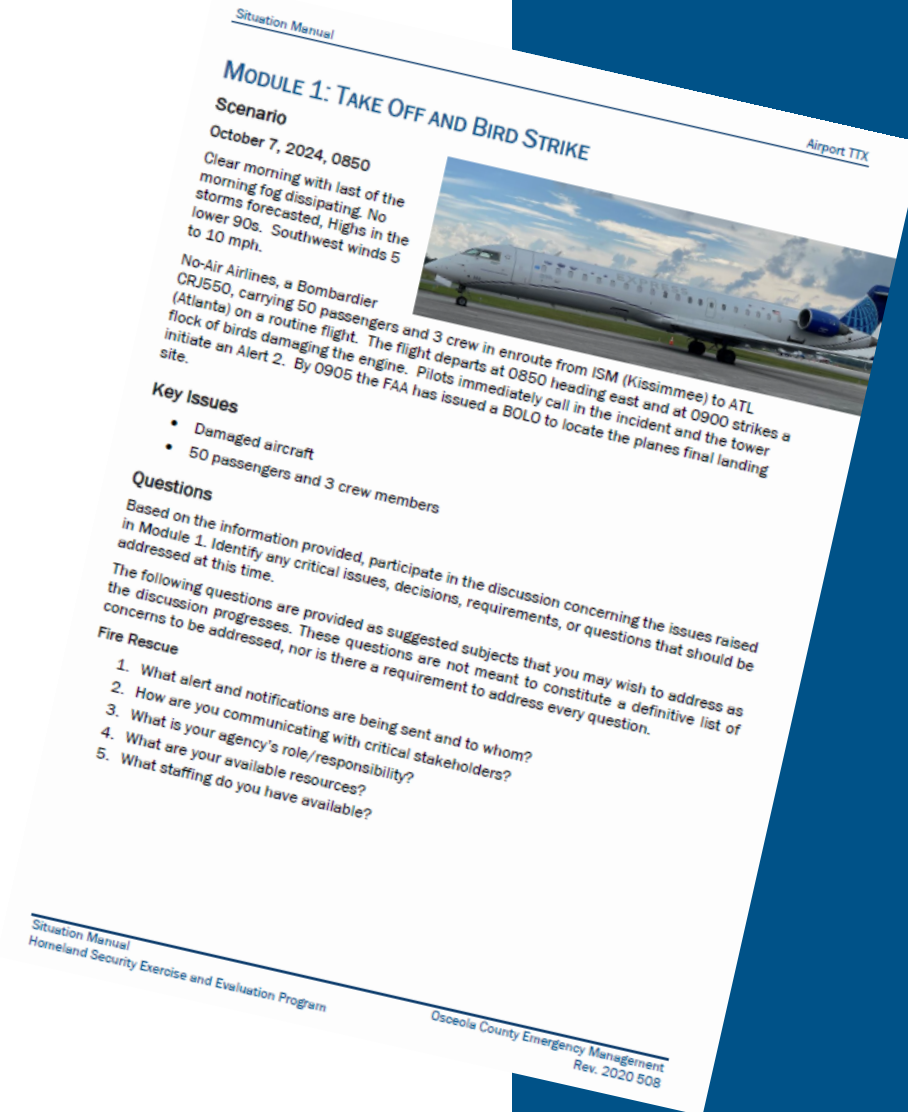 Situation Manual
Airport TTX
MODULE 1: TAKE OFF AND BIRD STRIKE
Scenario
October 7, 2024, 0850
Clear morning with last of the
morning fog dissipating. No
storms forecasted, Highs in the
lower 90s. Southwest winds 5
to 10 mph.
No-Air Airlines, a Bombardier
CRJ550, carrying 50 passengers and 3 crew in enroute from ISM (Kissimmee) to ATL
(Atlanta) on a routine flight. The flight departs at 0850 heading east and at 0900 strikes a
flock of birds damaging the engine. Pilots immediately call in the incident and the tower
initiate an Alert 2. By 0905 the FAA has issued a BOLO to locate the planes final landing
site.
Key Issues
• Damaged aircraft
• 50 passengers and 3 crew members
Questions
Based on the information provided, participate in the discussion concerning the issues raised
in Module 1. Identify any critical issues, decisions, requirements, or questions that should be
addressed at this time.
The following questions are provided as suggested subjects that you may wish to address as
the discussion progresses. These questions are not meant to constitute a definitive list of
concerns to be addressed, nor is there a requirement to address every question.
Fire Rescue
1. What alert and notifications are being sent and to whom?
2. How are you communicating with critical stakeholders?
3. What is your agency's role/responsibility?
4. What are your available resources?
5. What staffing do you have available?
Situation Manual
Homeland Security Exercise and Evaluation Program
Osceola County Emergency Management
Rev. 2020 508